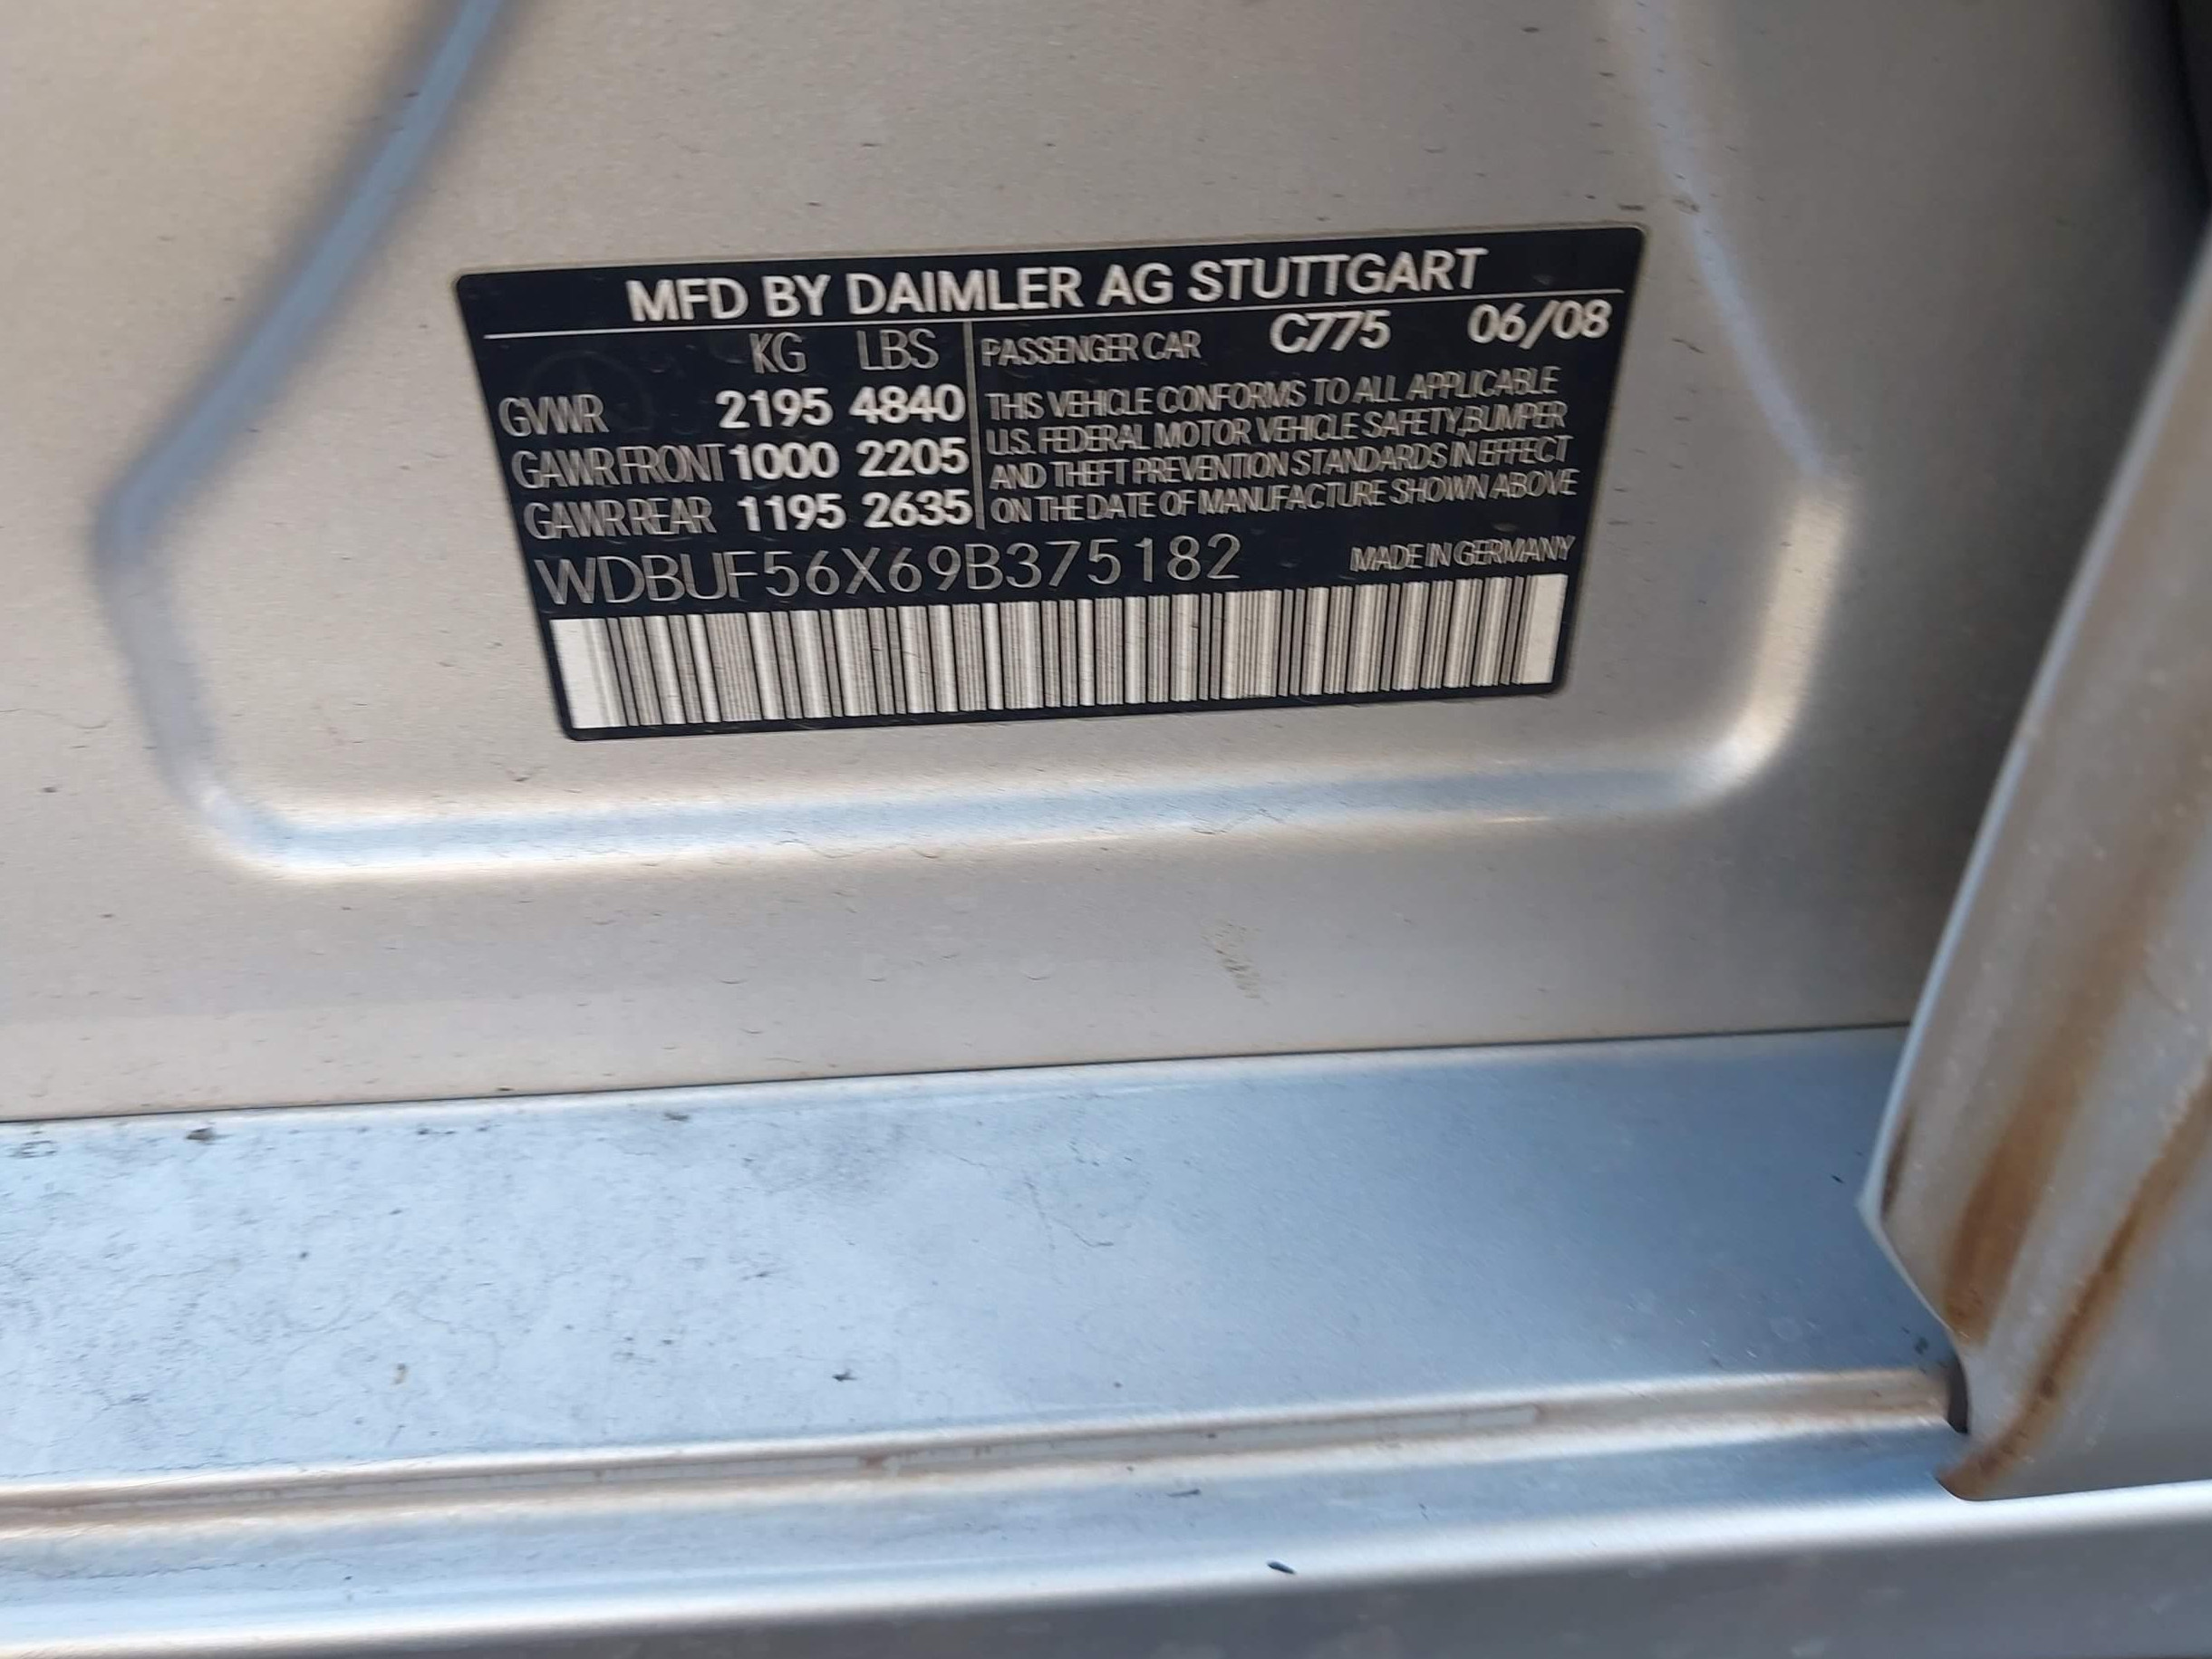 MFD BY DAIMLER AG STUTTGART
KG LBS
GVWR 2195 4840
GAWR FRONT 1000 2205
GAWR REAR 1195 2635
PASSENGER CAR C775 06/08
THIS VEHICLE CONFORMS TO ALL APPLICABLE
U.S. FEDERAL MOTOR VEHICLE SAFETY,BUMPER
AND THEFT PREVENTION STANDARDS IN EFFECT
ON THE DATE OF MANUFACTURE SHOWN ABOVE
WDBUF56X69B375182 MADE IN GERMANY